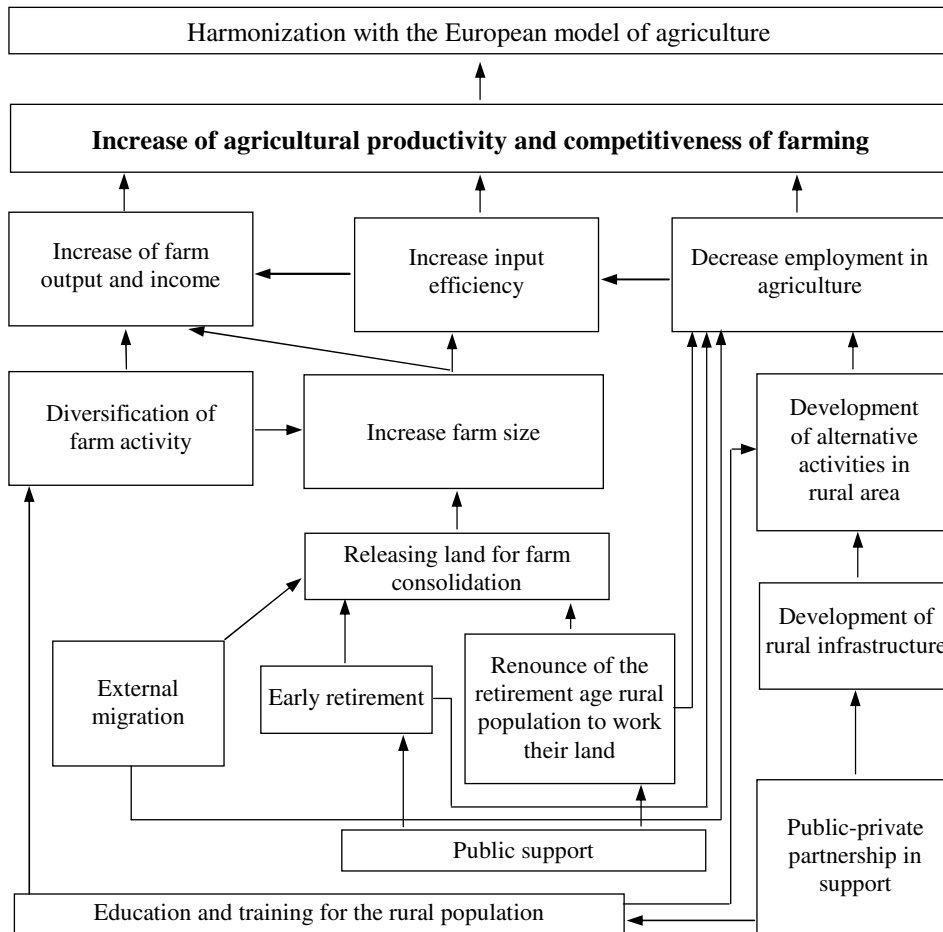 Harmonization with the European model of agriculture
Increase of agricultural productivity and competitiveness of farming
Increase of farm
output and income
Increase input
efficiency
Decrease employment in
agriculture
Diversification of
farm activity
Increase farm size
Development
of alternative
activities in
rural area
Releasing land for farm
consolidation
Development of
rural infrastructure
External
migration
Early retirement
Renounce of the
retirement age rural
population to work
their land
Public support
Public-private
partnership in
support
Education and training for the rural population